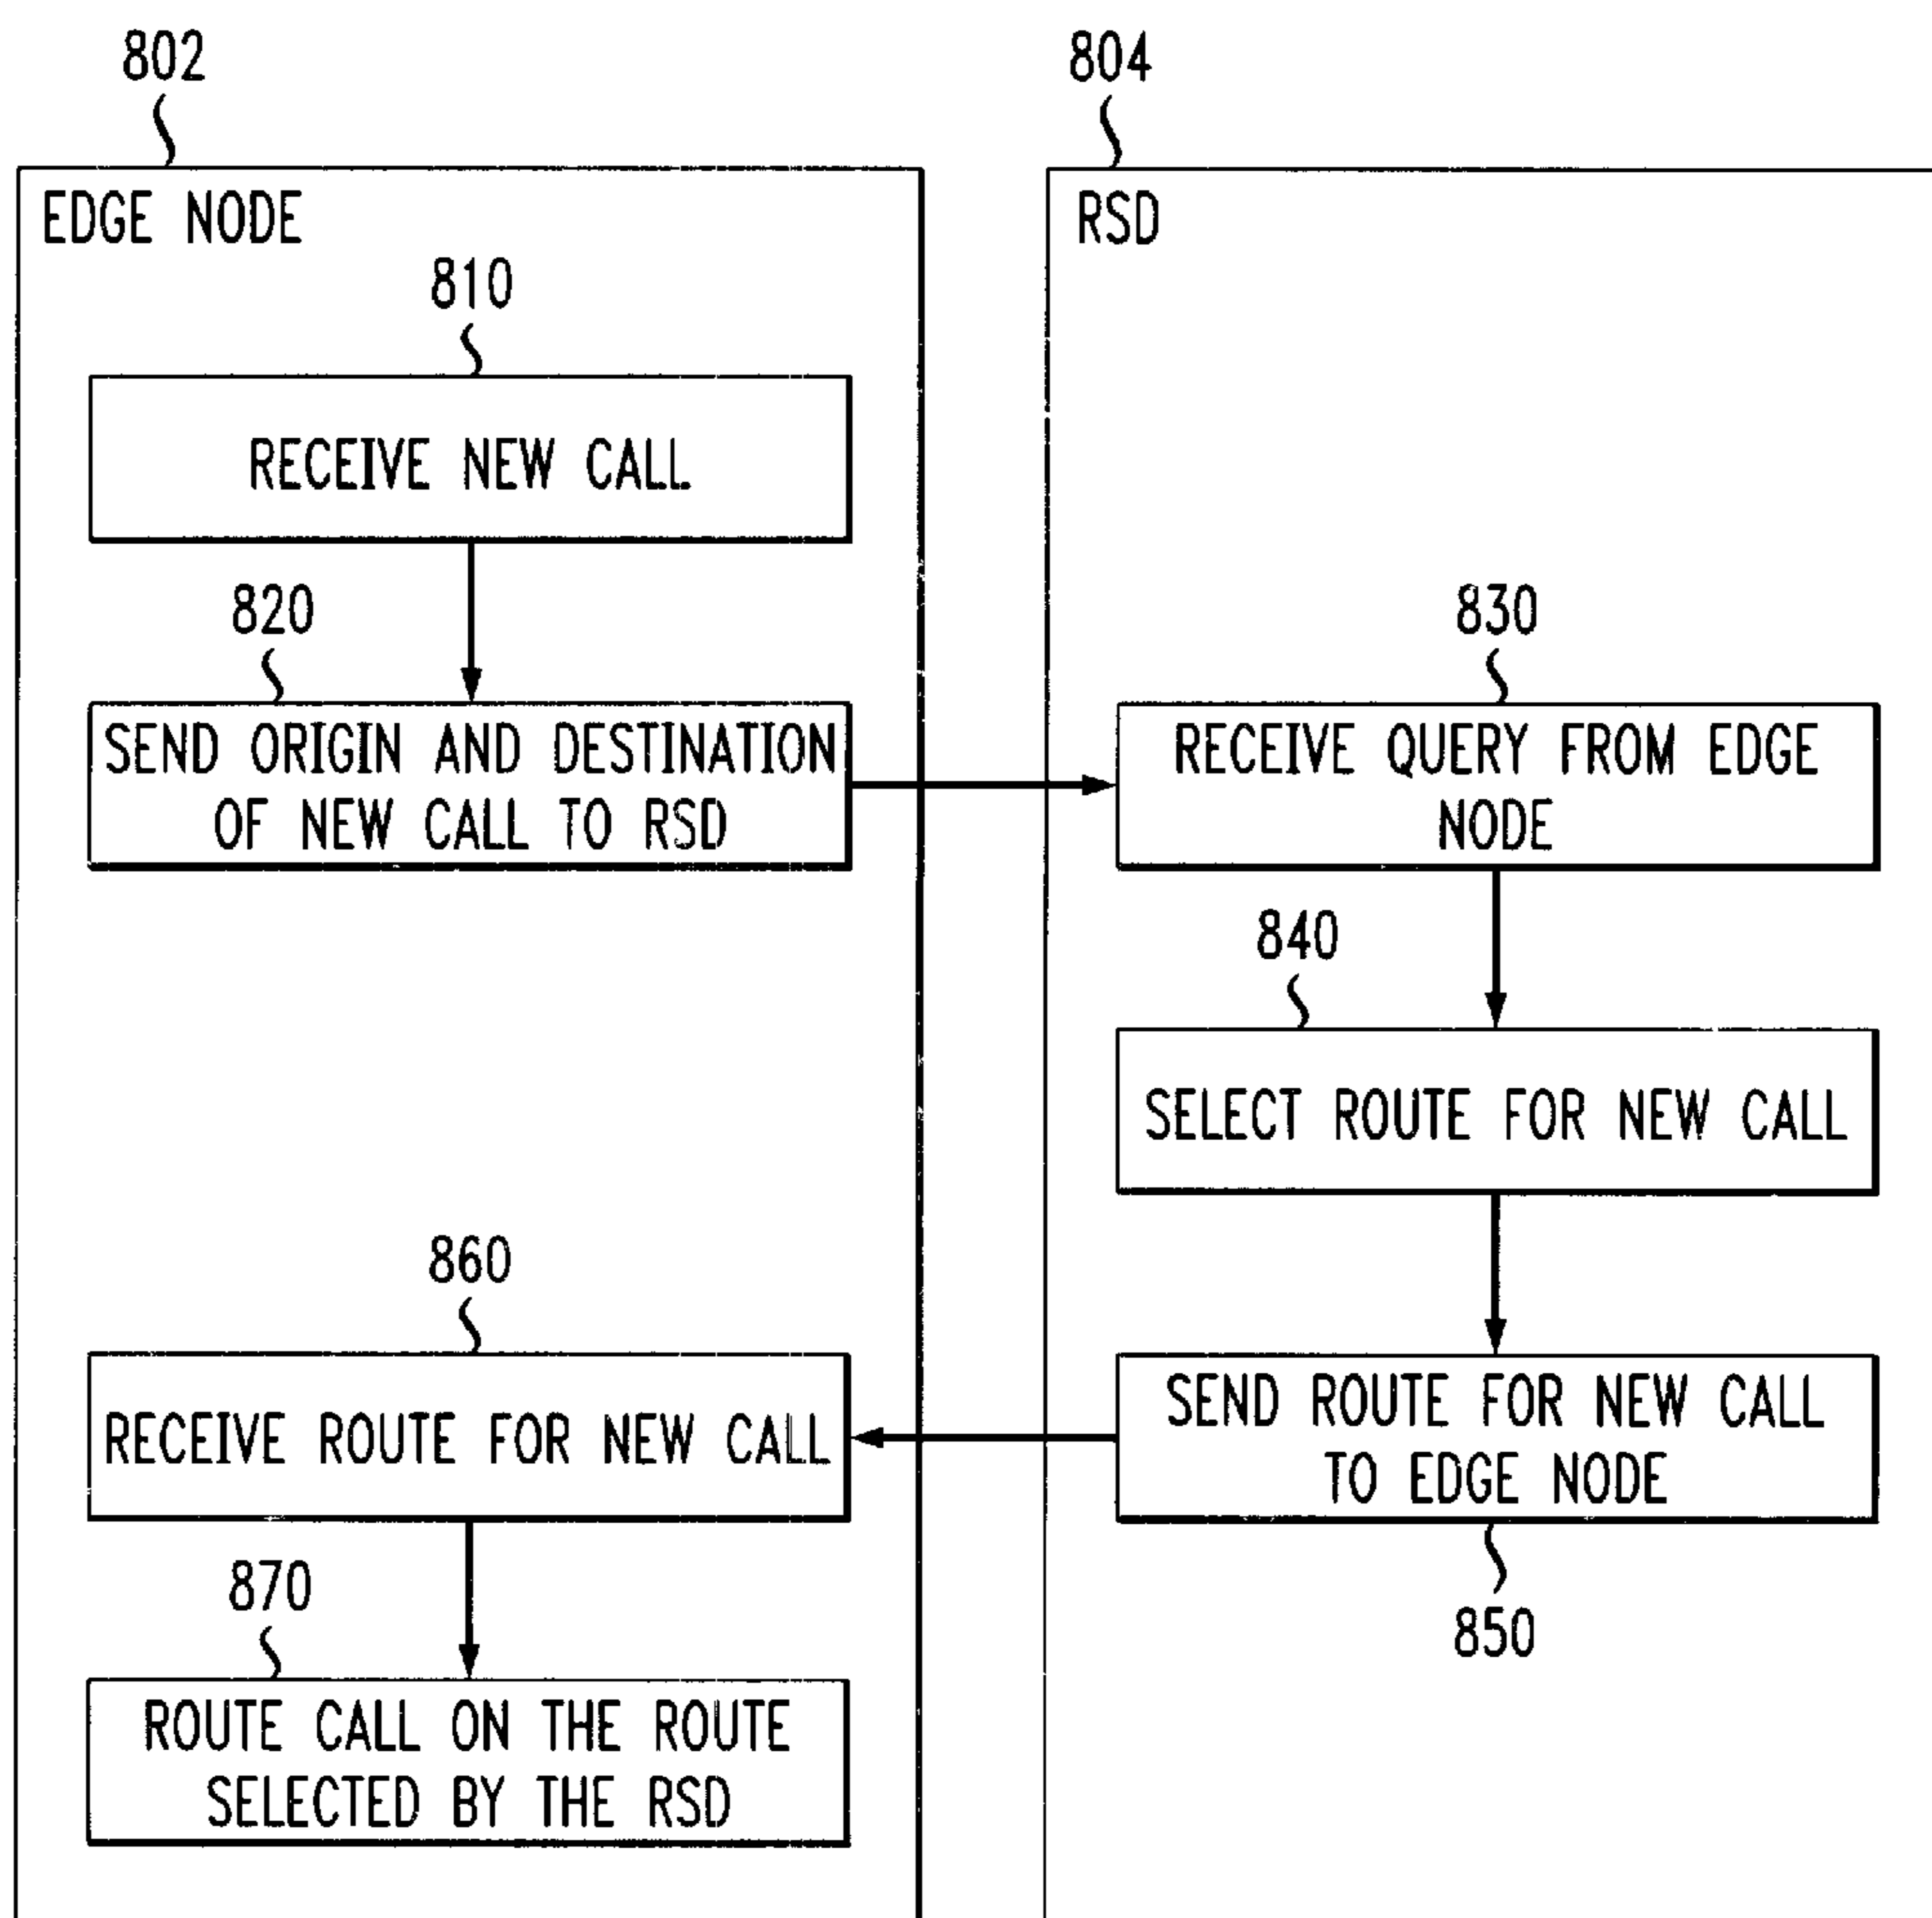 802
804
EDGE NODE
RSD
810
RECEIVE NEW CALL
820
SEND ORIGIN AND DESTINATION
OF NEW CALL TO RSD
830
RECEIVE QUERY FROM EDGE
NODE
840
SELECT ROUTE FOR NEW CALL
860
RECEIVE ROUTE FOR NEW CALL
SEND ROUTE FOR NEW CALL
TO EDGE NODE
850
870
ROUTE CALL ON THE ROUTE
SELECTED BY THE RSD